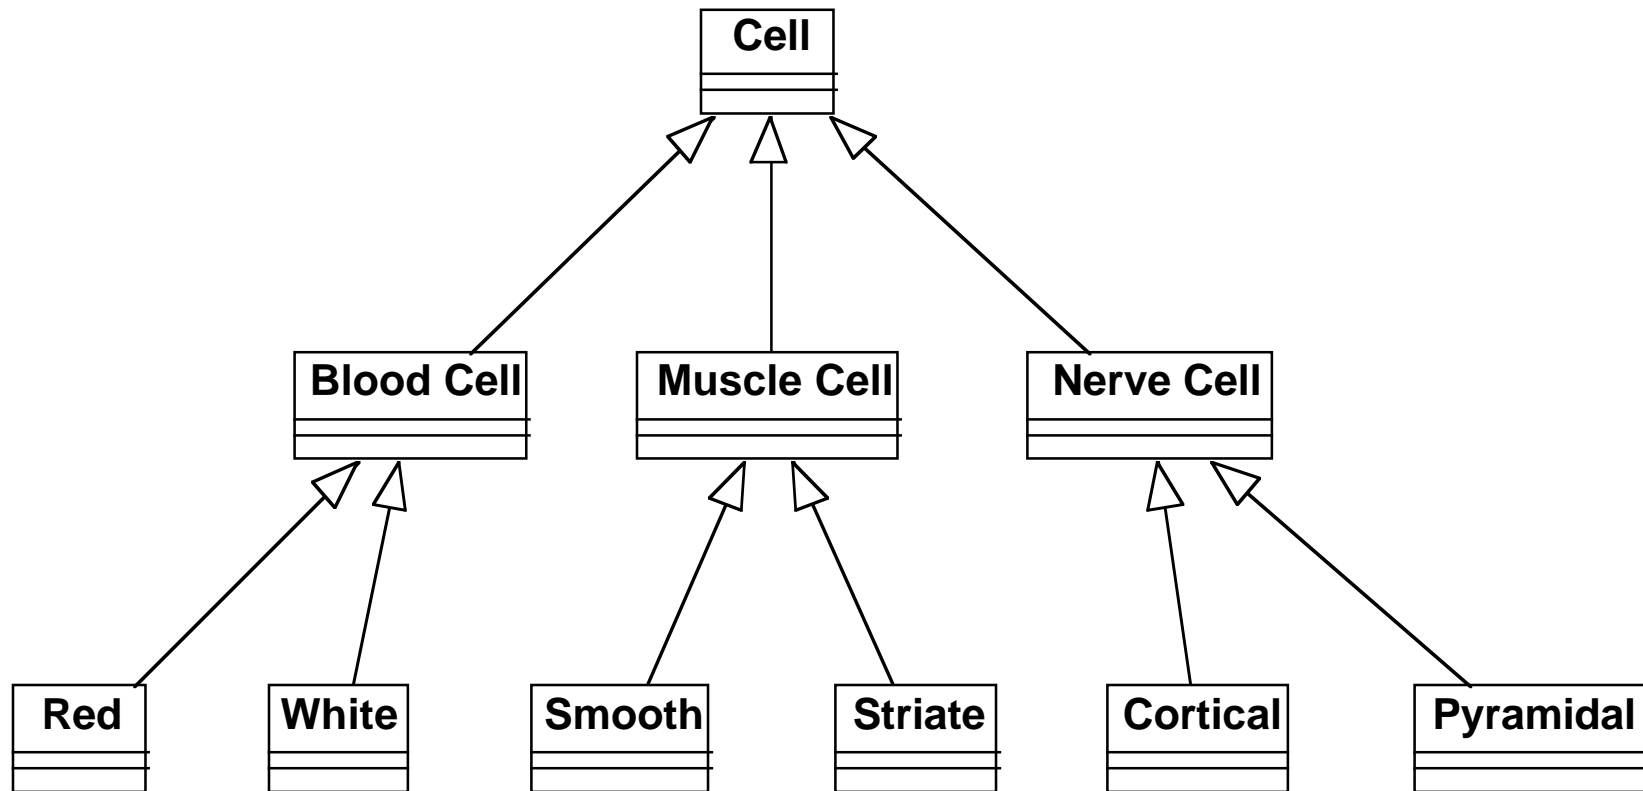 Cell
Blood Cell
Muscle Cell
Nerve Cell
Red
White
Smooth
Striate
Cortical
Pyramidal